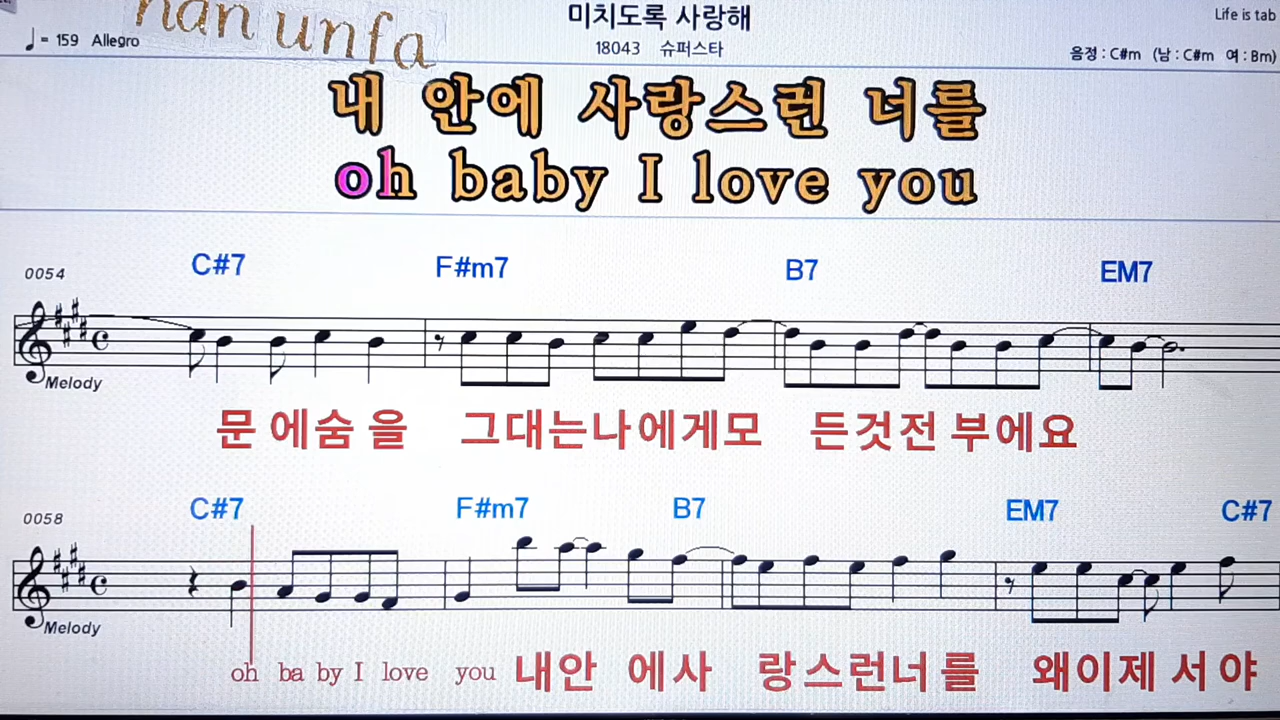 nan unfa
미치도록 사랑해
Life is tab
♩= 159 Allegro
18043 슈퍼스타
음정 : C#m (남 : C#m 여 : Bm)
내 안에 사랑스런 너를
oh baby I love you
0054
C#7 F#m7 B7 EM7
Melody
문 에숨 을 그대는나에게모 든것전 부에요
0058
C#7 F#m7 B7 EM7 C#7
Melody
oh ba by I love you 내안 에사 랑스런너를 왜이제 서 야